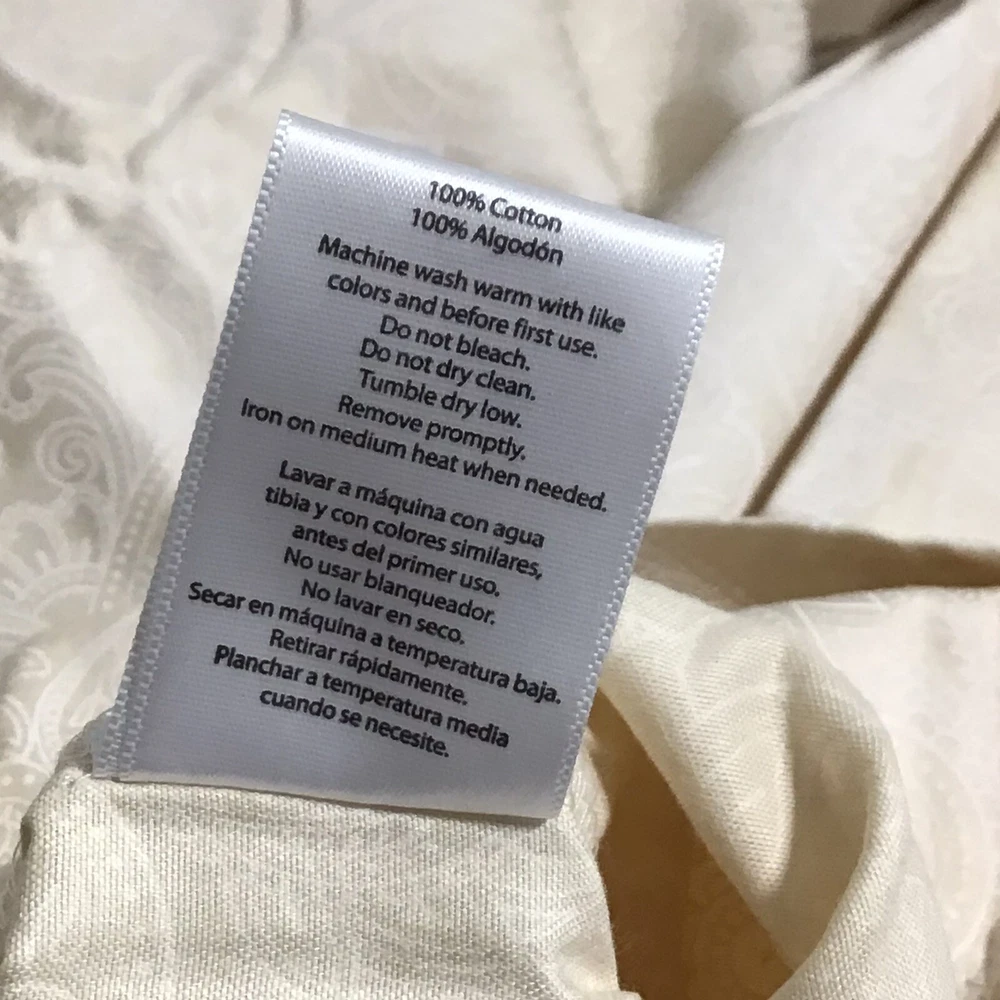 100% Cotton
100% Algodón
Machine wash warm with like
colors and before first use.
Do not bleach.
Do not dry clean.
Tumble dry low.
Remove promptly.
Iron on medium heat when needed.
Lavar a máquina con agua
tibia y con colores similares,
antes del primer uso.
No usar blanqueador.
No lavar en seco.
Secar en máquina a temperatura baja.
Retirar rápidamente.
Planchar a temperatura media
cuando se necesite.